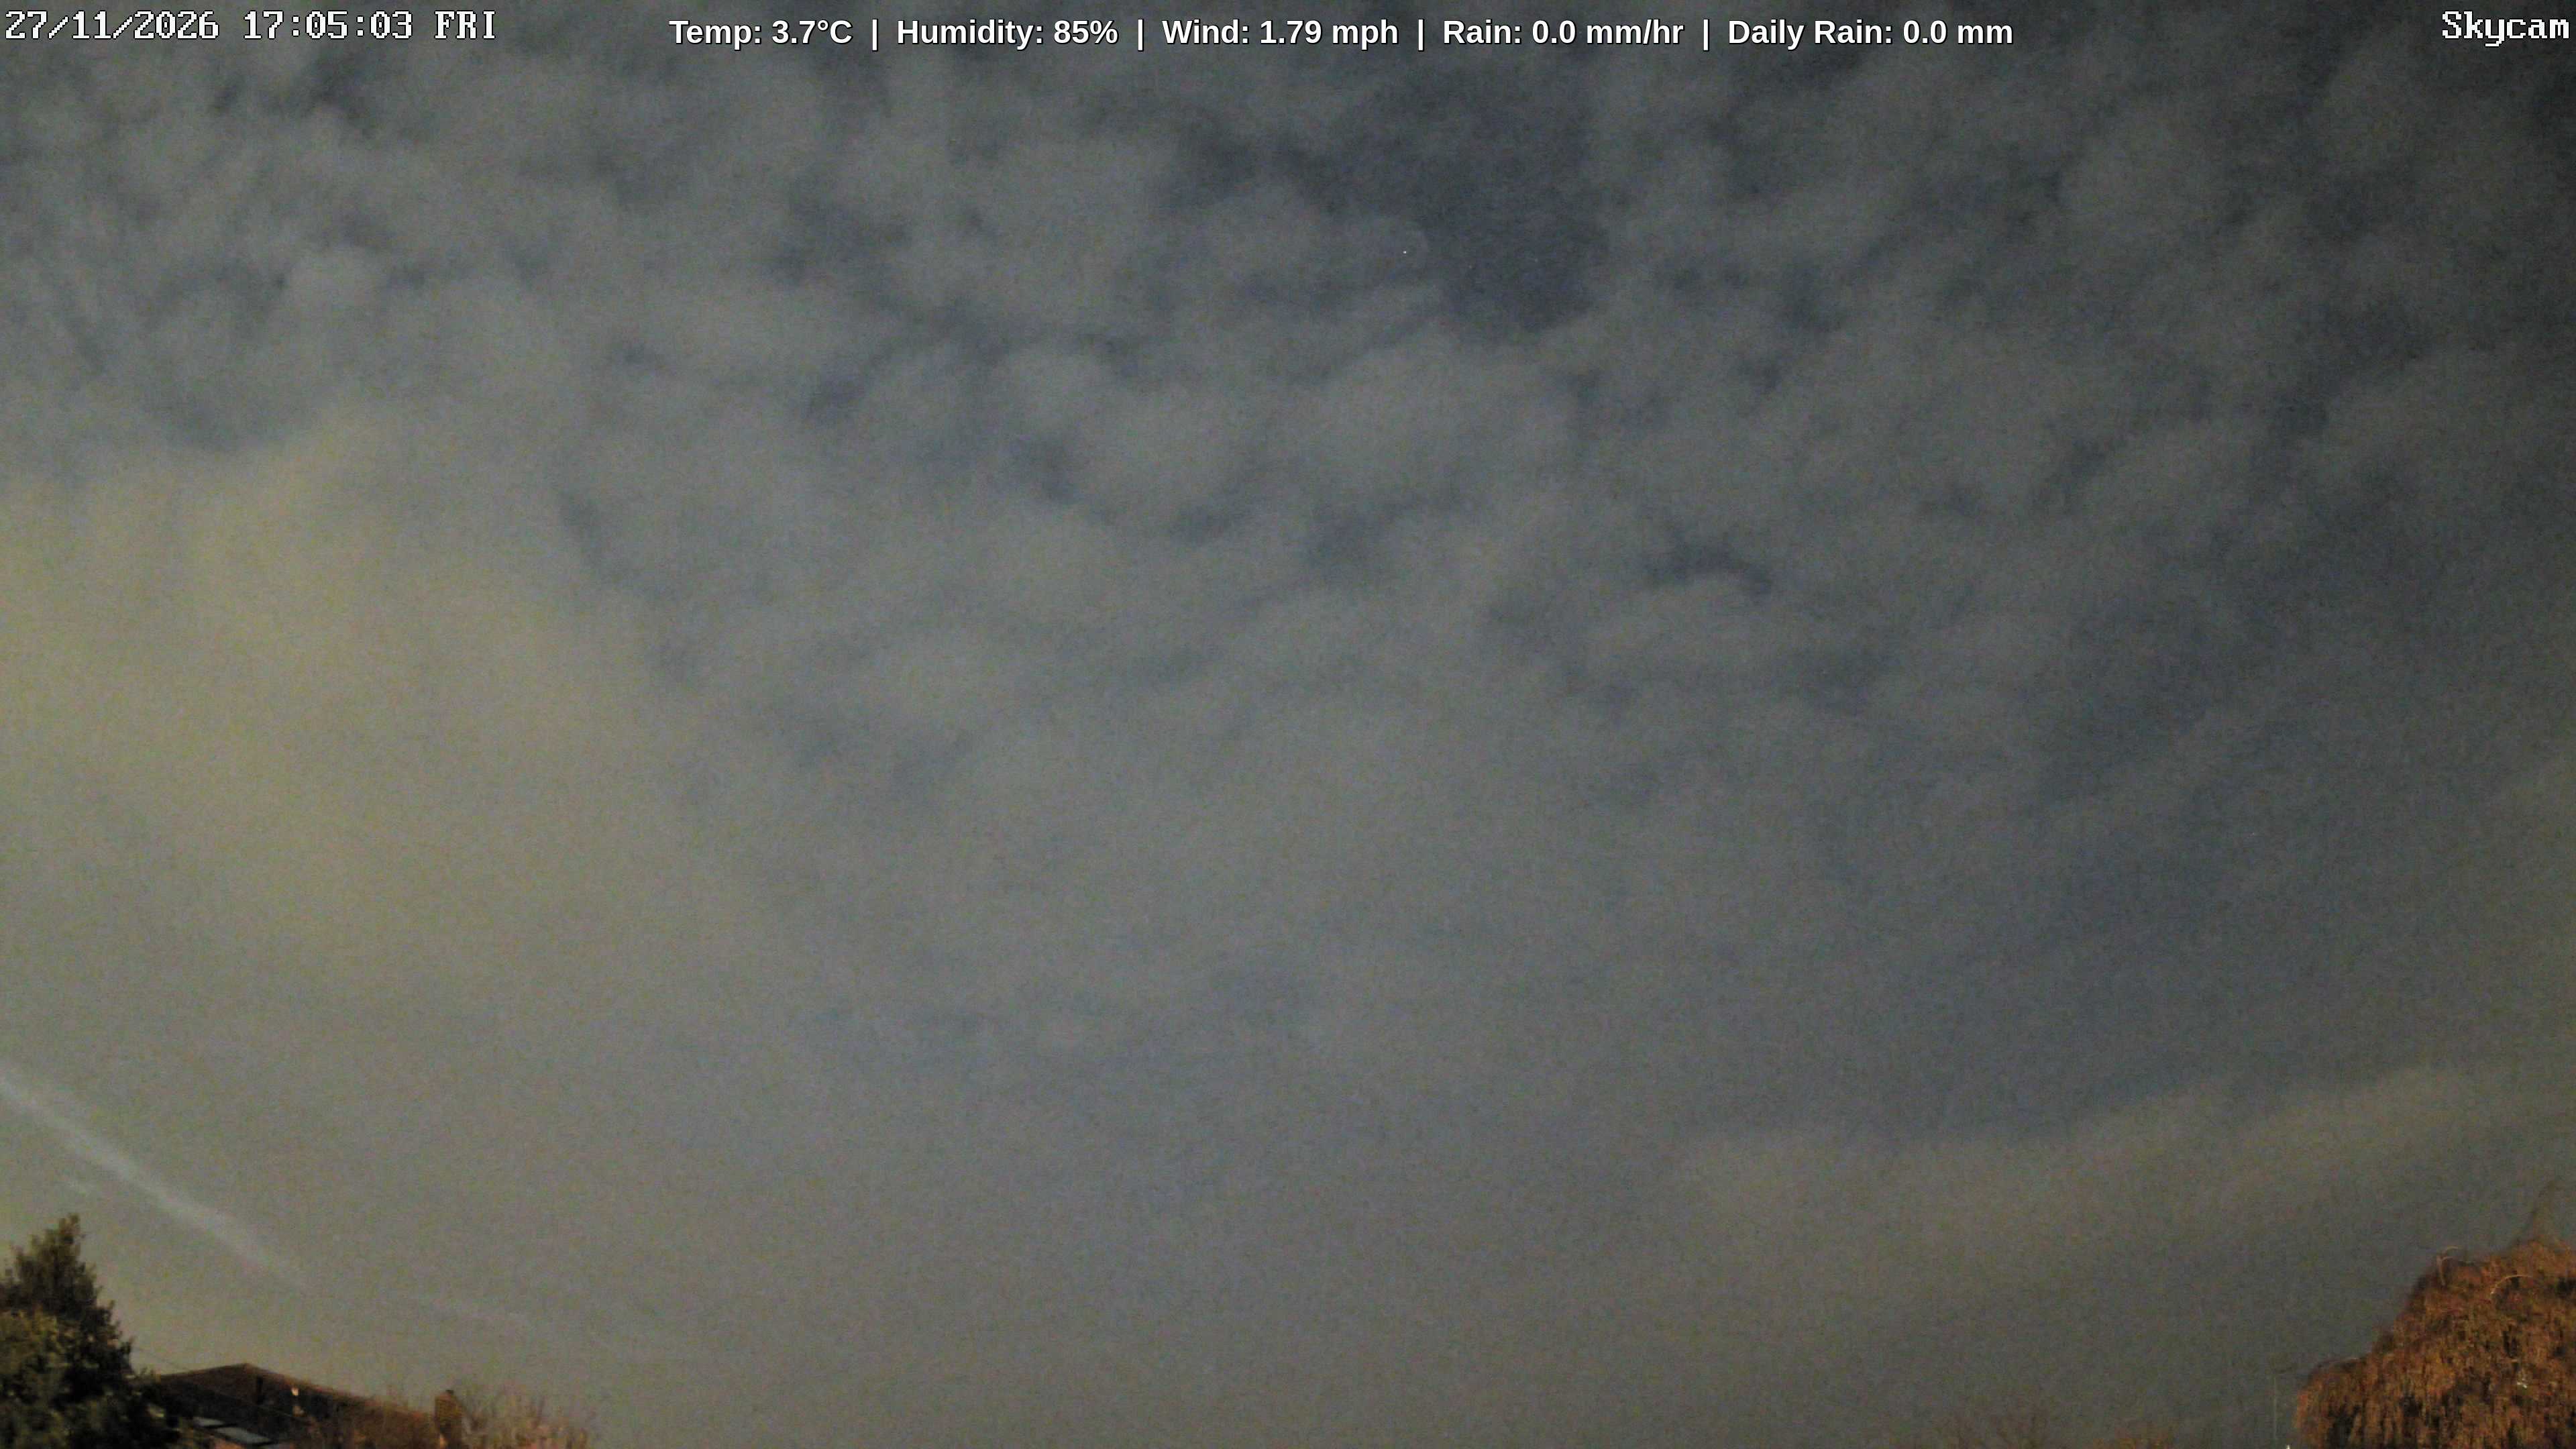 27/11/2026 17:05:03 FRI
Temp: 3.7°C | Humidity: 85% | Wind: 1.79 mph | Rain: 0.0 mm/hr | Daily Rain: 0.0 mm
Skycam